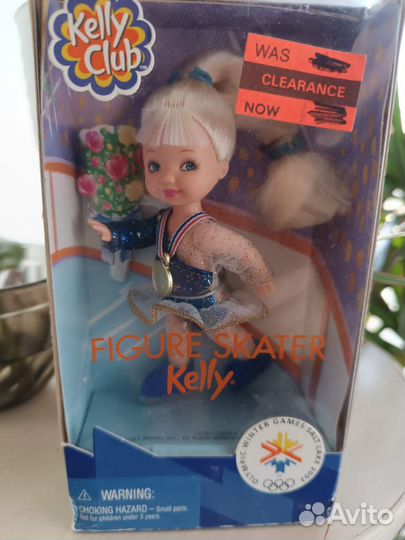 Kelly
Club
TM
WAS
CLEARANCE
NOW
FIGURE SKATER
Kelly
OLYMPIC WINTER GAMES SALT LAKE 2002
WARNING:
CHOKING HAZARD — Small parts.
Not for children under 3 years.
Avito